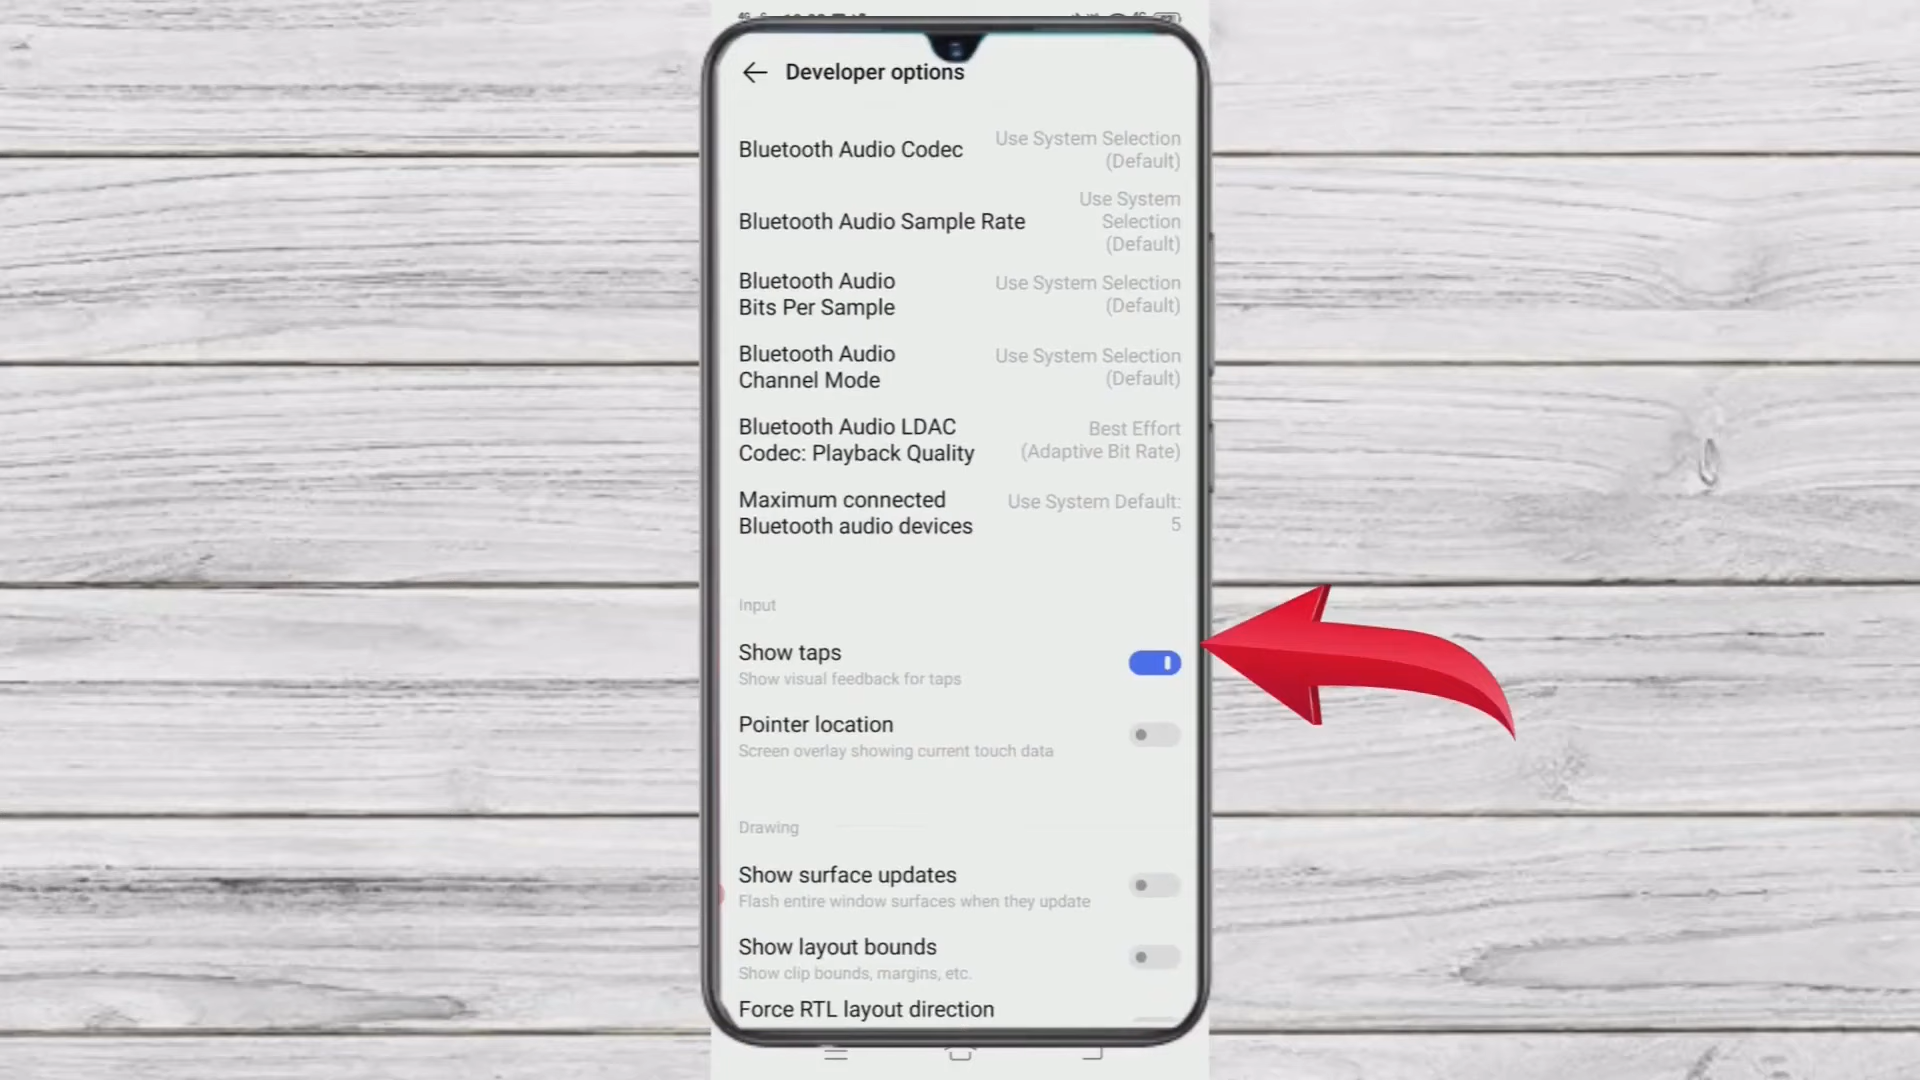 Developer options
Bluetooth Audio Codec
Use System Selection
(Default)
Bluetooth Audio Sample Rate
Use System
Selection
(Default)
Bluetooth Audio
Bits Per Sample
Use System Selection
(Default)
Bluetooth Audio
Channel Mode
Use System Selection
(Default)
Bluetooth Audio LDAC
Codec: Playback Quality
Best Effort
(Adaptive Bit Rate)
Maximum connected
Bluetooth audio devices
Use System Default:
5
Input
Show taps
Show visual feedback for taps
Pointer location
Screen overlay showing current touch data
Drawing
Show surface updates
Flash entire window surfaces when they update
Show layout bounds
Show clip bounds, margins, etc.
Force RTL layout direction